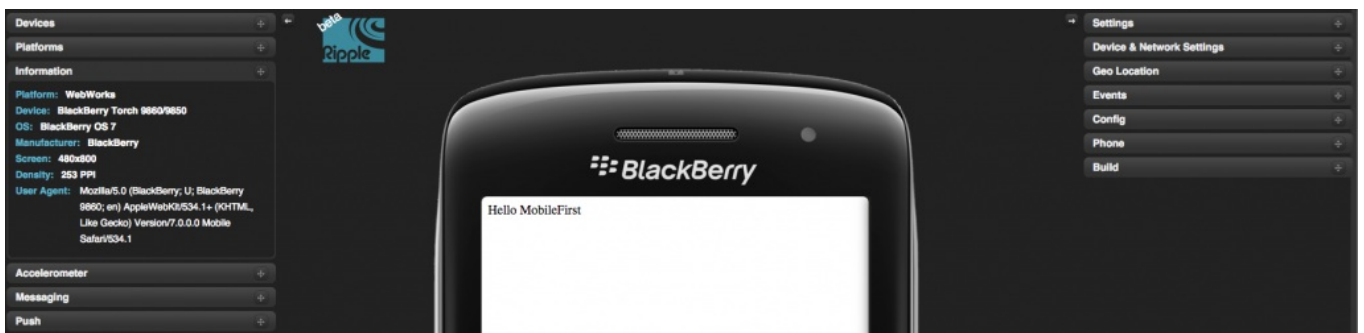 Devices
Platforms
Information
Platform: WebWorks
Device: BlackBerry Torch 9860/9850
OS: BlackBerry OS 7
Manufacturer: BlackBerry
Screen: 480x800
Density: 253 PPI
User Agent: Mozilla/5.0 (BlackBerry; U; BlackBerry
9860; en) AppleWebKit/534.1+ (KHTML,
Like Gecko) Version/7.0.0.0 Mobile
Safari/534.1
Accelerometer
Messaging
Push
beta
Ripple
BlackBerry
Hello MobileFirst
Settings
Device & Network Settings
Geo Location
Events
Config
Phone
Build